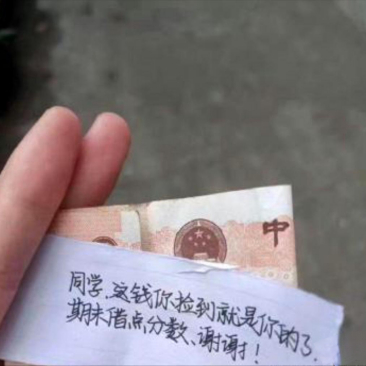 中
同学、这钱你捡到就是你的了.
期末借点分数、谢谢!